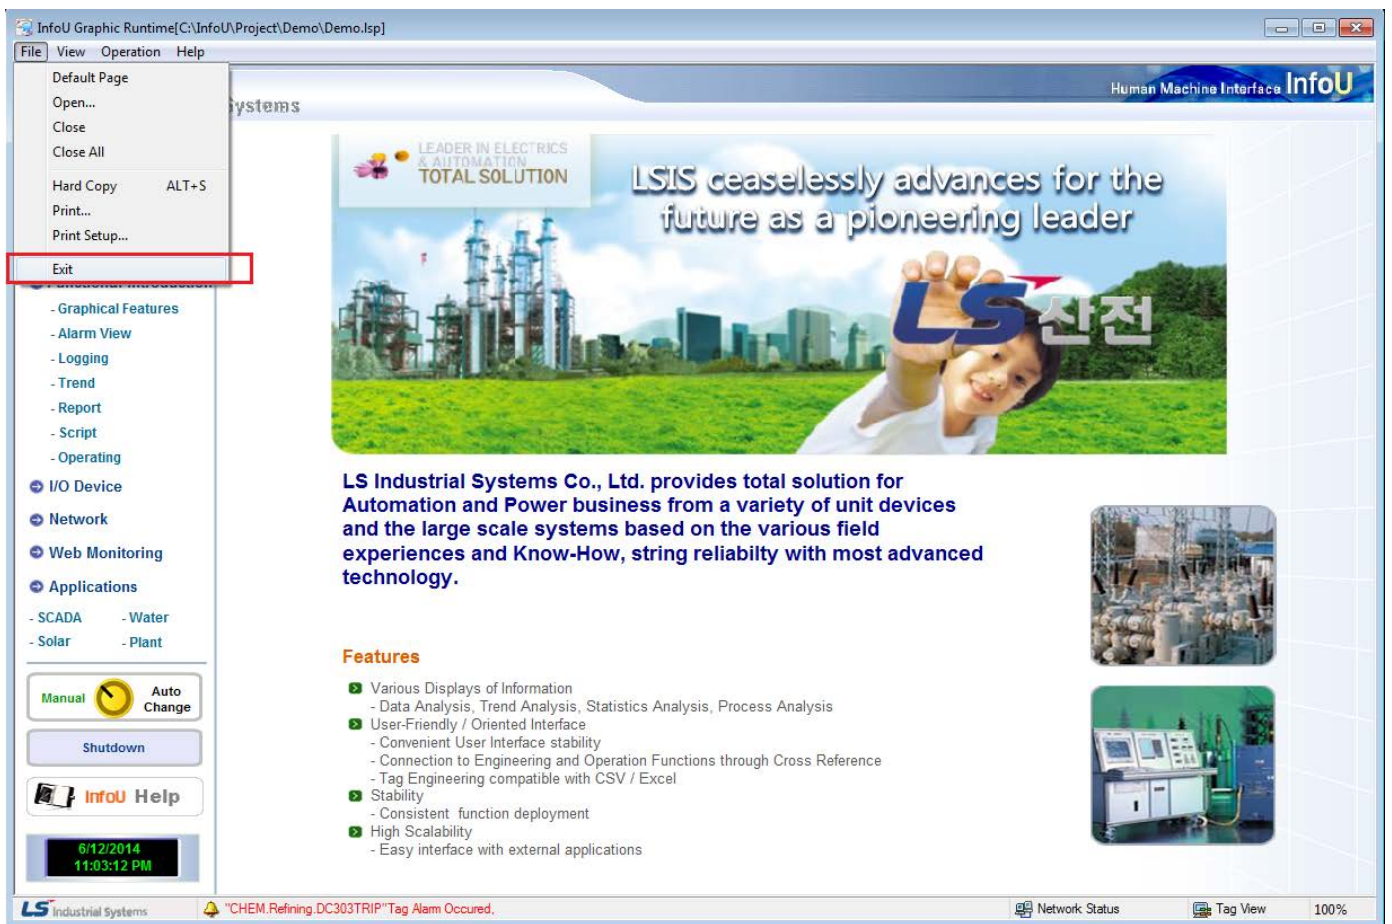 InfoU Graphic Runtime[C:\InfoU\Project\Demo\Demo.lsp]
File View Operation Help
Default Page
Open...
Close
Close All
Hard Copy ALT+S
Print...
Print Setup...
Exit
Systems
Human Machine Interface InfoU
LEADER IN ELECTRICS
& AUTOMATION
TOTAL SOLUTION
LSIS ceaselessly advances for the
future as a pioneering leader
LS산전
Functional Introduction
- Graphical Features
- Alarm View
- Logging
- Trend
- Report
- Script
- Operating
I/O Device
Network
Web Monitoring
Applications
- SCADA - Water
- Solar - Plant
Manual Auto
Change
Shutdown
InfoU Help
6/12/2014
11:03:12 PM
LS Industrial Systems Co., Ltd. provides total solution for
Automation and Power business from a variety of unit devices
and the large scale systems based on the various field
experiences and Know-How, string reliabilty with most advanced
technology.
Features
Various Displays of Information
- Data Analysis, Trend Analysis, Statistics Analysis, Process Analysis
User-Friendly / Oriented Interface
- Convenient User Interface stability
- Connection to Engineering and Operation Functions through Cross Reference
- Tag Engineering compatible with CSV / Excel
Stability
- Consistent function deployment
High Scalability
- Easy interface with external applications
LS Industrial Systems "CHEM.Refining.DC303TRIP"Tag Alarm Occured, Network Status Tag View 100%